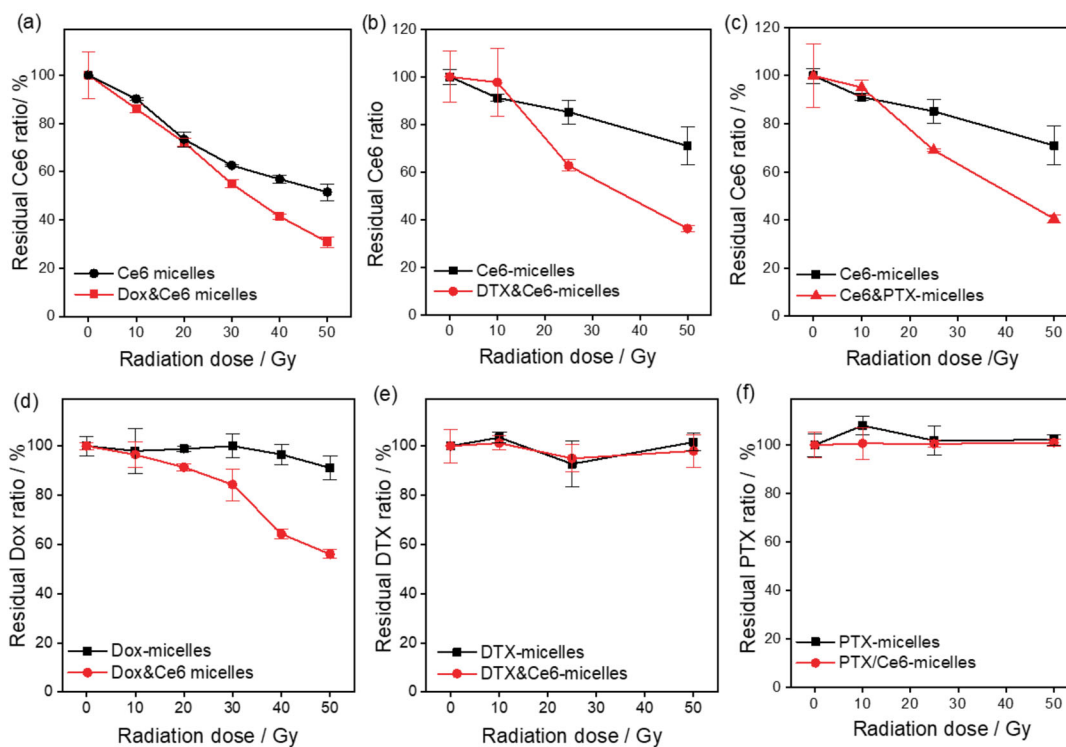 (a)
Residual Ce6 ratio/ %
100
80
60
40
20
0
Ce6 micelles
Dox&Ce6 micelles
0 10 20 30 40 50
Radiation dose / Gy
(b)
Residual Ce6 ratio
120
100
80
60
40
20
0
Ce6-micelles
DTX&Ce6-micelles
0 10 20 30 40 50
Radiation dose / Gy
(c)
Residual Ce6 ratio / %
120
100
80
60
40
20
0
Ce6-micelles
Ce6&PTX-micelles
0 10 20 30 40 50
Radiation dose /Gy
(d)
Residual Dox ratio / %
100
80
60
40
20
0
Dox-micelles
Dox&Ce6 micelles
0 10 20 30 40 50
Radiation dose / Gy
(e)
Residual DTX ratio / %
100
80
60
40
20
0
DTX-micelles
DTX&Ce6-micelles
0 10 20 30 40 50
Radiation dose / Gy
(f)
Residual PTX ratio / %
100
80
60
40
20
0
PTX-micelles
PTX/Ce6-micelles
0 10 20 30 40 50
Radiation dose / Gy